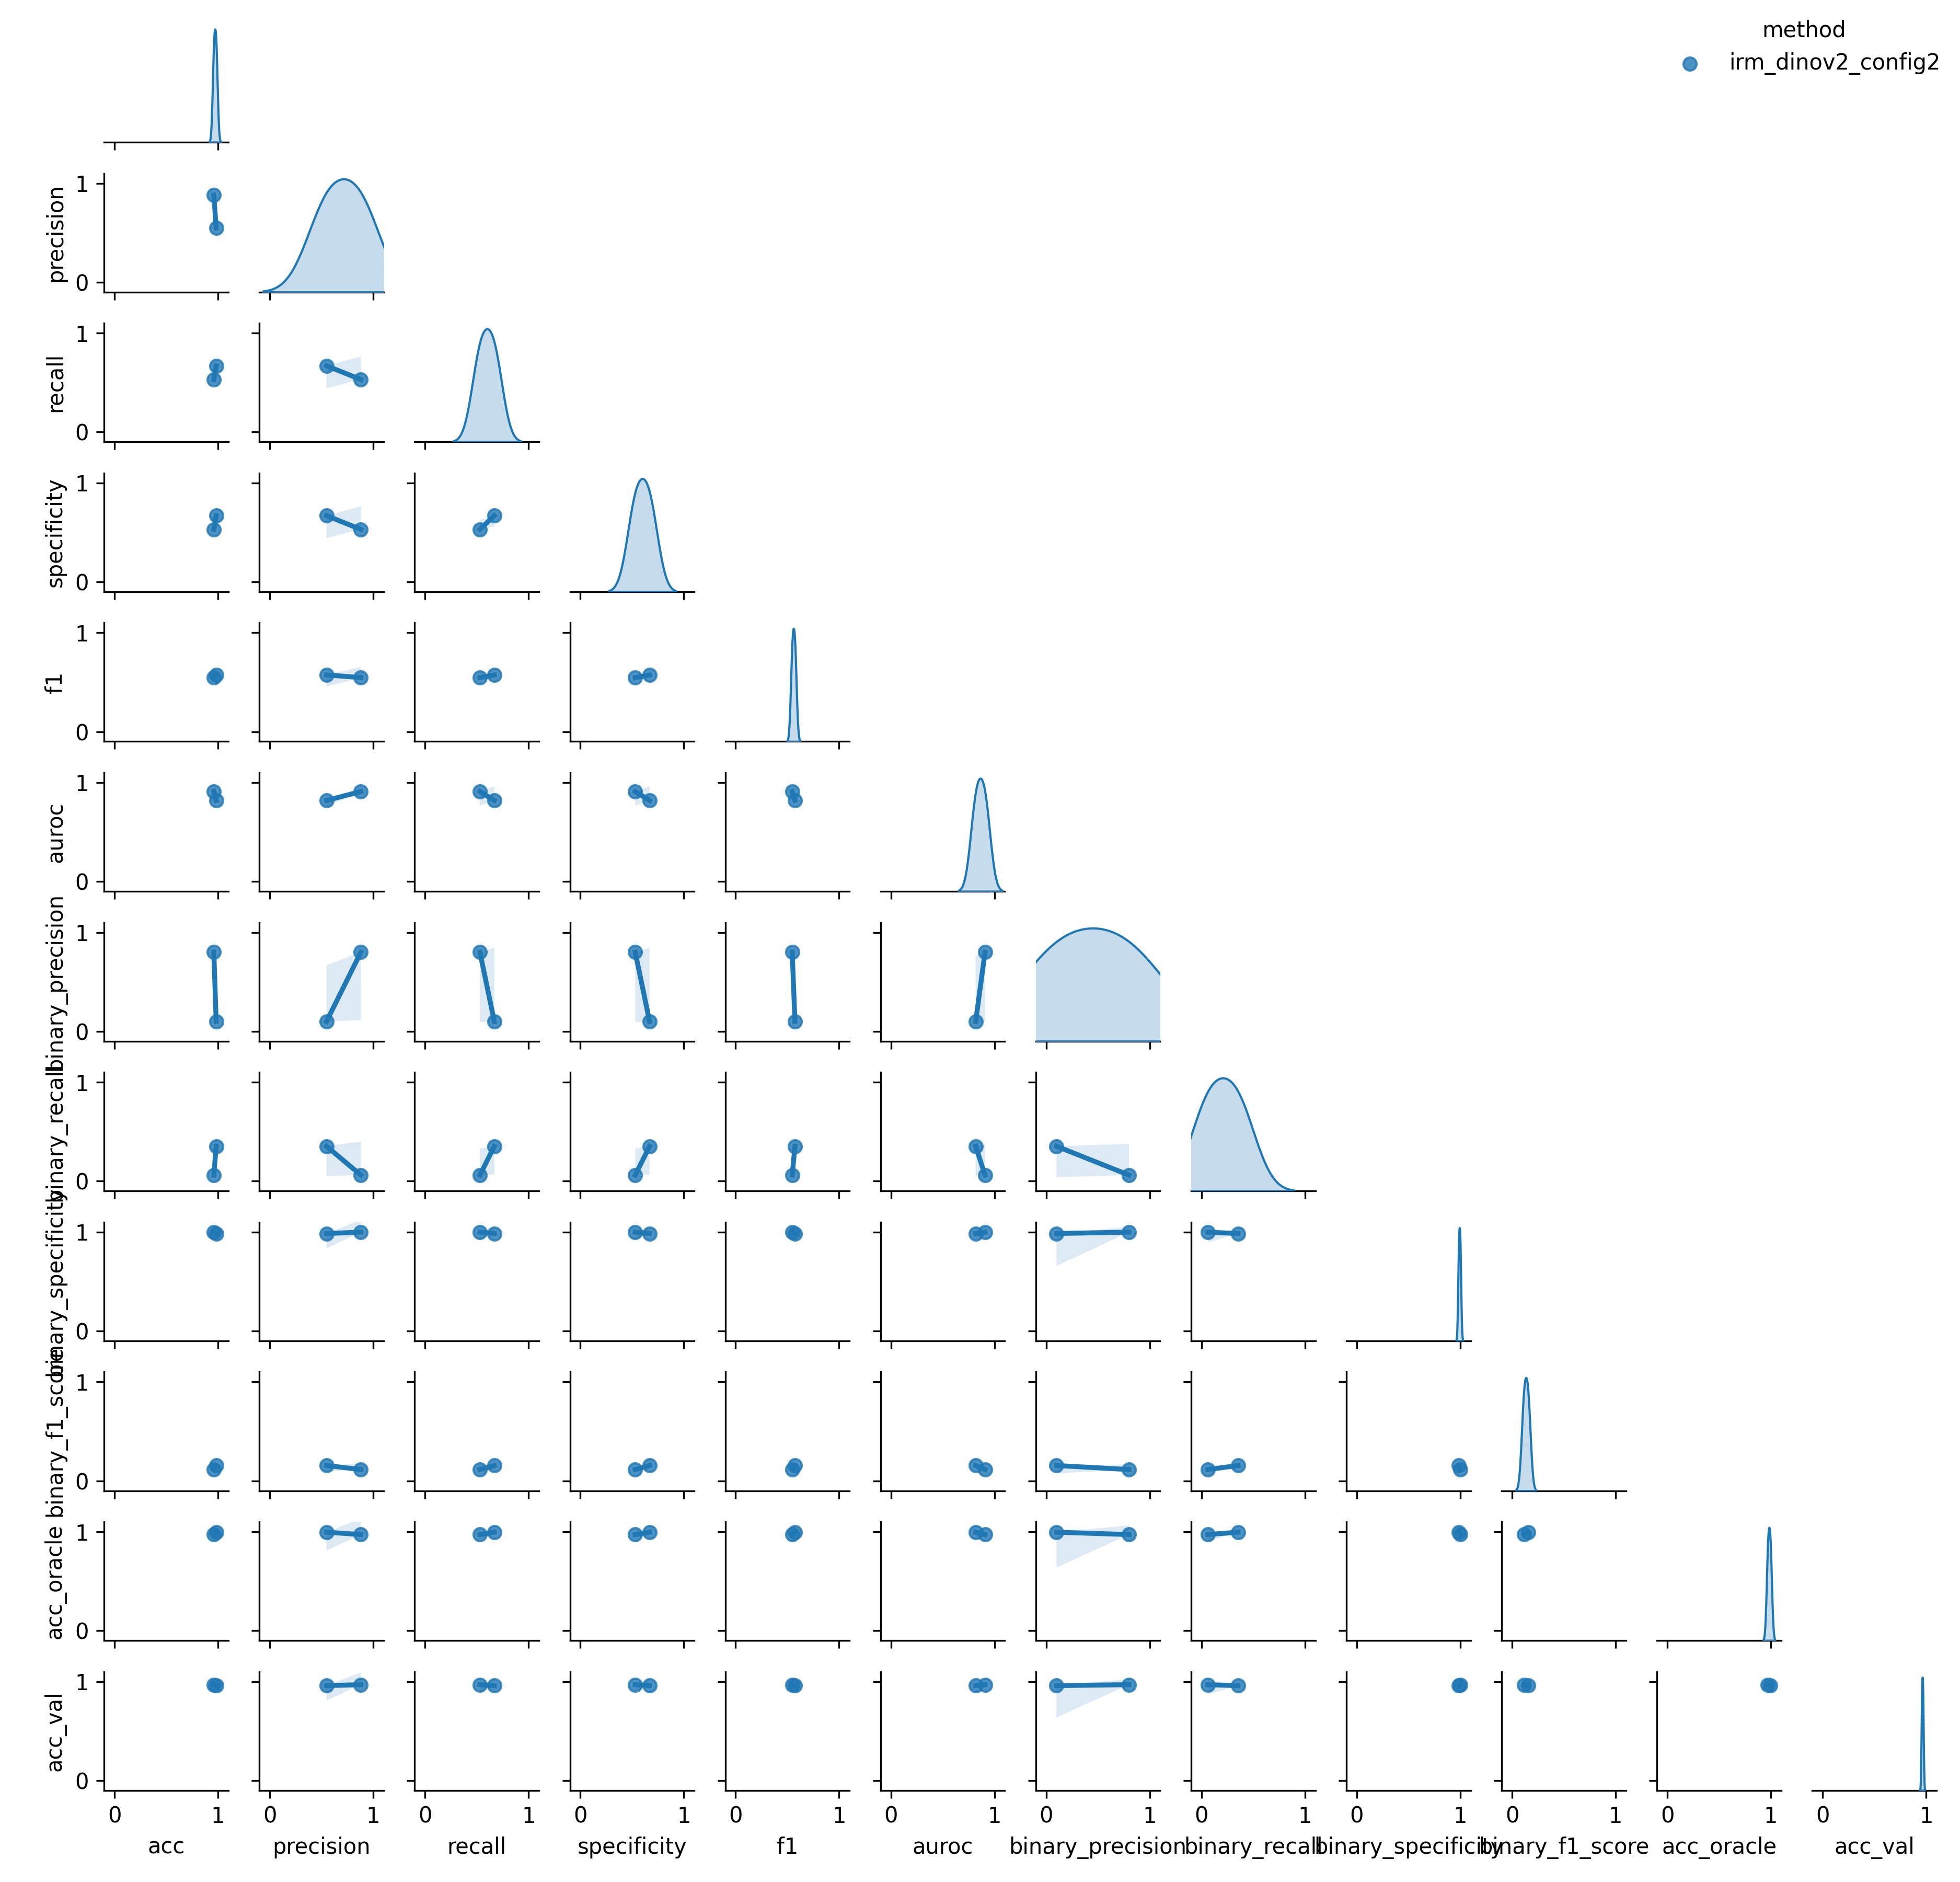 method
irm_dinov2_config2
1
0
precision
1
0
recall
1
0
specificity
1
0
f1
1
0
auroc
1
0
binary_precision
1
0
binary_recall
1
0
binary_specificity
1
0
binary_f1_score
1
0
acc_oracle
1
0
acc_val
0 1 0 1 0 1 0 1 0 1 0 1 0 1 0 1 0 1 0 1 0 1 0 1
acc precision recall specificity f1 auroc binary_precision binary_recall binary_specificity binary_f1_score acc_oracle acc_val